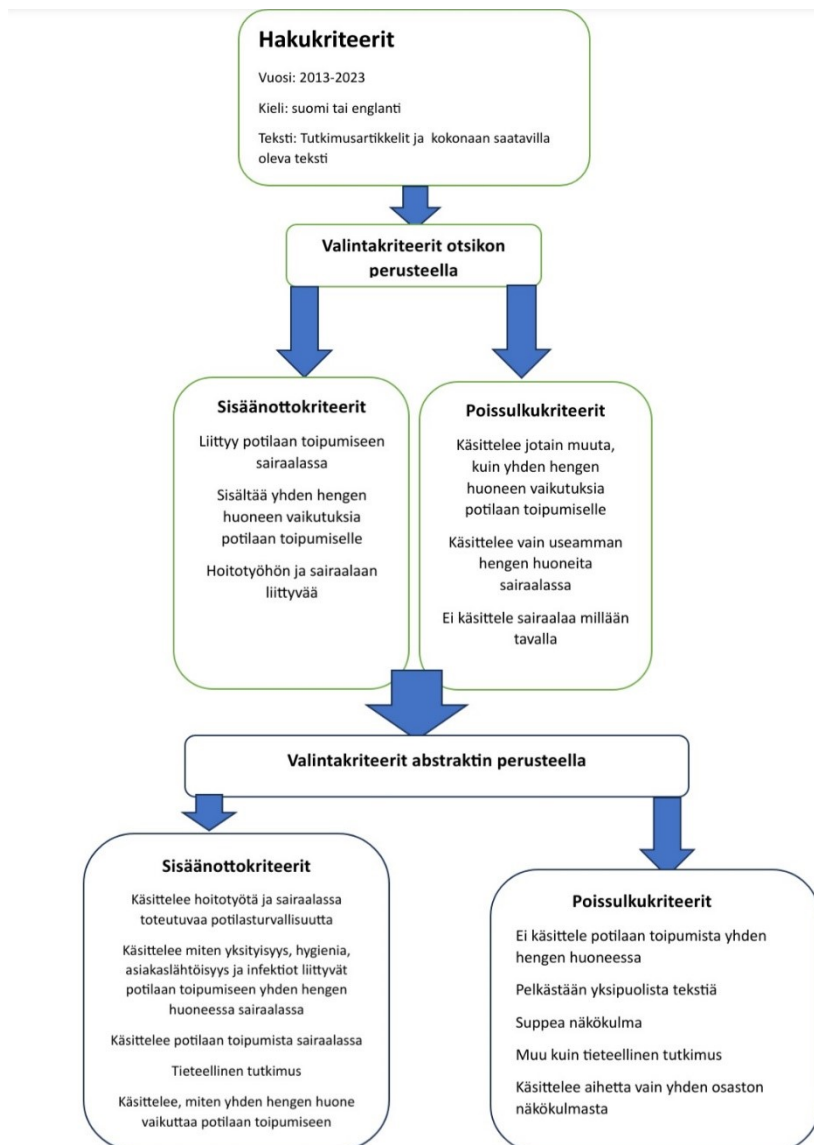 Hakukriteerit
Vuosi: 2013-2023
Kieli: suomi tai englanti
Teksti: Tutkimusartikkelit ja kokonaan saatavilla
oleva teksti
Valintakriteerit otsikon
perusteella
Sisäänottokriteerit
Liittyy potilaan toipumiseen
sairaalassa
Sisältää yhden hengen
huoneen vaikutuksia
potilaan toipumiselle
Hoitotyöhön ja sairaalaan
liittyvää
Poissulkukriteerit
Käsittelee jotain muuta,
kuin yhden hengen
huoneen vaikutuksia
potilaan toipumiselle
Käsittelee vain useamman
hengen huoneita
sairaalassa
Ei käsittele sairaalaa millään
tavalla
Valintakriteerit abstraktin perusteella
Sisäänottokriteerit
Käsittelee hoitotyötä ja sairaalassa
toteutuvaa potilasturvallisuutta
Käsittelee miten yksityisyys, hygienia,
asiakaslähtöisyys ja infektiot liittyvät
potilaan toipumiseen yhden hengen
huoneessa sairaalassa
Käsittelee potilaan toipumista sairaalassa
Tieteellinen tutkimus
Käsittelee, miten yhden hengen huone
vaikuttaa potilaan toipumiseen
Poissulkukriteerit
Ei käsittele potilaan toipumista yhden
hengen huoneessa
Pelkästään yksipuolista tekstiä
Suppea näkökulma
Muu kuin tieteellinen tutkimus
Käsittelee aihetta vain yhden osaston
näkökulmasta